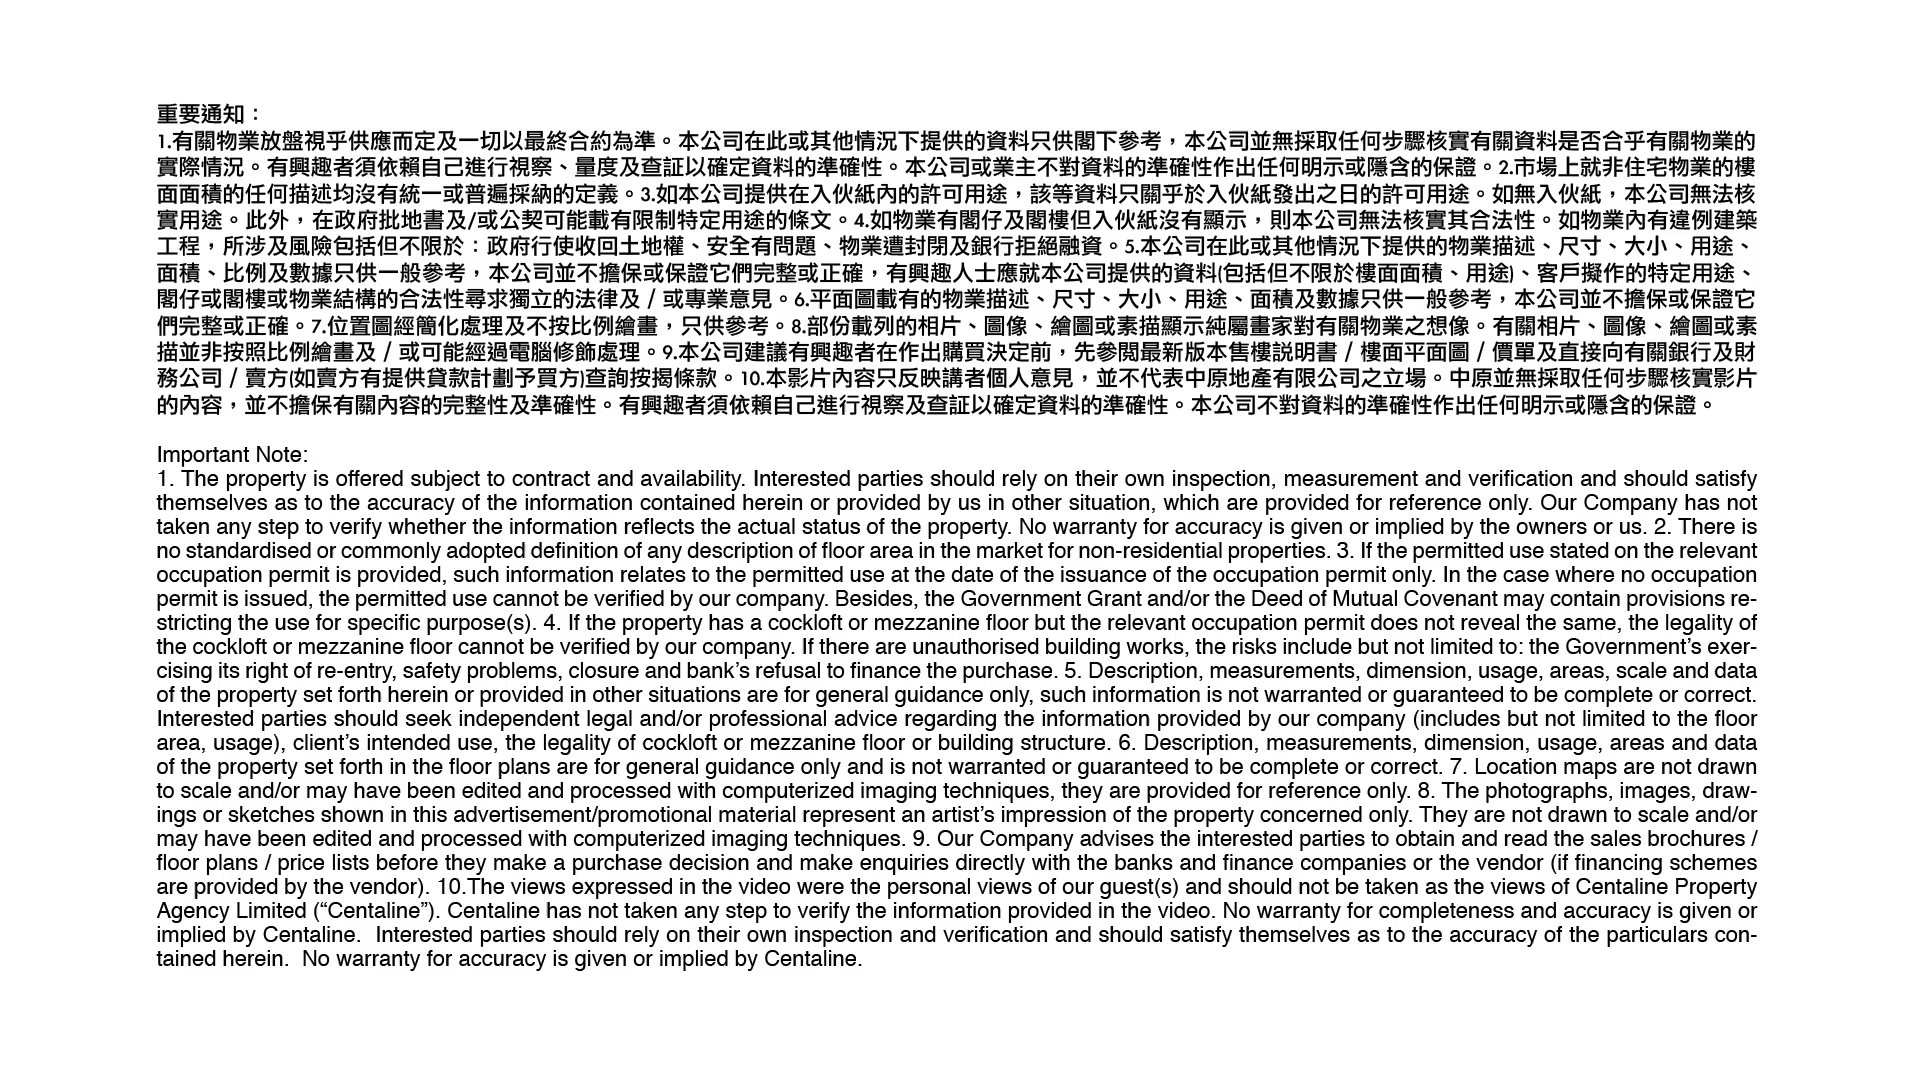 重要通知：
1.有關物業放盤視乎供應而定及一切以最終合約為準。本公司在此或其他情況下提供的資料只供閣下參考，本公司並無採取任何步驟核實有關資料是否合乎有關物業的
實際情況。有興趣者須依賴自己進行視察、量度及查証以確定資料的準確性。本公司或業主不對資料的準確性作出任何明示或隱含的保證。2.市場上就非住宅物業的樓
面面積的任何描述均沒有統一或普遍採納的定義。3.如本公司提供在入伙紙內的許可用途，該等資料只關乎於入伙紙發出之日的許可用途。如無入伙紙，本公司無法核
實用途。此外，在政府批地書及/或公契可能載有限制特定用途的條文。4.如物業有閣仔及閣樓但入伙紙沒有顯示，則本公司無法核實其合法性。如物業內有違例建築
工程，所涉及風險包括但不限於：政府行使收回土地權、安全有問題、物業遭封閉及銀行拒絕融資。5.本公司在此或其他情況下提供的物業描述、尺寸、大小、用途、
面積、比例及數據只供一般參考，本公司並不擔保或保證它們完整或正確，有興趣人士應就本公司提供的資料(包括但不限於樓面面積、用途)、客戶擬作的特定用途、
閣仔或閣樓或物業結構的合法性尋求獨立的法律及 / 或專業意見。6.平面圖載有的物業描述、尺寸、大小、用途、面積及數據只供一般參考，本公司並不擔保或保證它
們完整或正確。7.位置圖經簡化處理及不按比例繪畫，只供參考。8.部份載列的相片、圖像、繪圖或素描顯示純屬畫家對有關物業之想像。有關相片、圖像、繪圖或素
描並非按照比例繪畫及 / 或可能經過電腦修飾處理。9.本公司建議有興趣者在作出購買決定前，先參閱最新版本售樓説明書 / 樓面平面圖 / 價單及直接向有關銀行及財
務公司 / 賣方(如賣方有提供貸款計劃予買方)查詢按揭條款。10.本影片內容只反映講者個人意見，並不代表中原地產有限公司之立場。中原並無採取任何步驟核實影片
的內容，並不擔保有關內容的完整性及準確性。有興趣者須依賴自己進行視察及查証以確定資料的準確性。本公司不對資料的準確性作出任何明示或隱含的保證。
Important Note:
1. The property is offered subject to contract and availability. Interested parties should rely on their own inspection, measurement and verification and should satisfy
themselves as to the accuracy of the information contained herein or provided by us in other situation, which are provided for reference only. Our Company has not
taken any step to verify whether the information reflects the actual status of the property. No warranty for accuracy is given or implied by the owners or us. 2. There is
no standardised or commonly adopted definition of any description of floor area in the market for non-residential properties. 3. If the permitted use stated on the relevant
occupation permit is provided, such information relates to the permitted use at the date of the issuance of the occupation permit only. In the case where no occupation
permit is issued, the permitted use cannot be verified by our company. Besides, the Government Grant and/or the Deed of Mutual Covenant may contain provisions re-
stricting the use for specific purpose(s). 4. If the property has a cockloft or mezzanine floor but the relevant occupation permit does not reveal the same, the legality of
the cockloft or mezzanine floor cannot be verified by our company. If there are unauthorised building works, the risks include but not limited to: the Government’s exer-
cising its right of re-entry, safety problems, closure and bank’s refusal to finance the purchase. 5. Description, measurements, dimension, usage, areas, scale and data
of the property set forth herein or provided in other situations are for general guidance only, such information is not warranted or guaranteed to be complete or correct.
Interested parties should seek independent legal and/or professional advice regarding the information provided by our company (includes but not limited to the floor
area, usage), client’s intended use, the legality of cockloft or mezzanine floor or building structure. 6. Description, measurements, dimension, usage, areas and data
of the property set forth in the floor plans are for general guidance only and is not warranted or guaranteed to be complete or correct. 7. Location maps are not drawn
to scale and/or may have been edited and processed with computerized imaging techniques, they are provided for reference only. 8. The photographs, images, draw-
ings or sketches shown in this advertisement/promotional material represent an artist’s impression of the property concerned only. They are not drawn to scale and/or
may have been edited and processed with computerized imaging techniques. 9. Our Company advises the interested parties to obtain and read the sales brochures /
floor plans / price lists before they make a purchase decision and make enquiries directly with the banks and finance companies or the vendor (if financing schemes
are provided by the vendor). 10.The views expressed in the video were the personal views of our guest(s) and should not be taken as the views of Centaline Property
Agency Limited (“Centaline”). Centaline has not taken any step to verify the information provided in the video. No warranty for completeness and accuracy is given or
implied by Centaline.  Interested parties should rely on their own inspection and verification and should satisfy themselves as to the accuracy of the particulars con-
tained herein.  No warranty for accuracy is given or implied by Centaline.